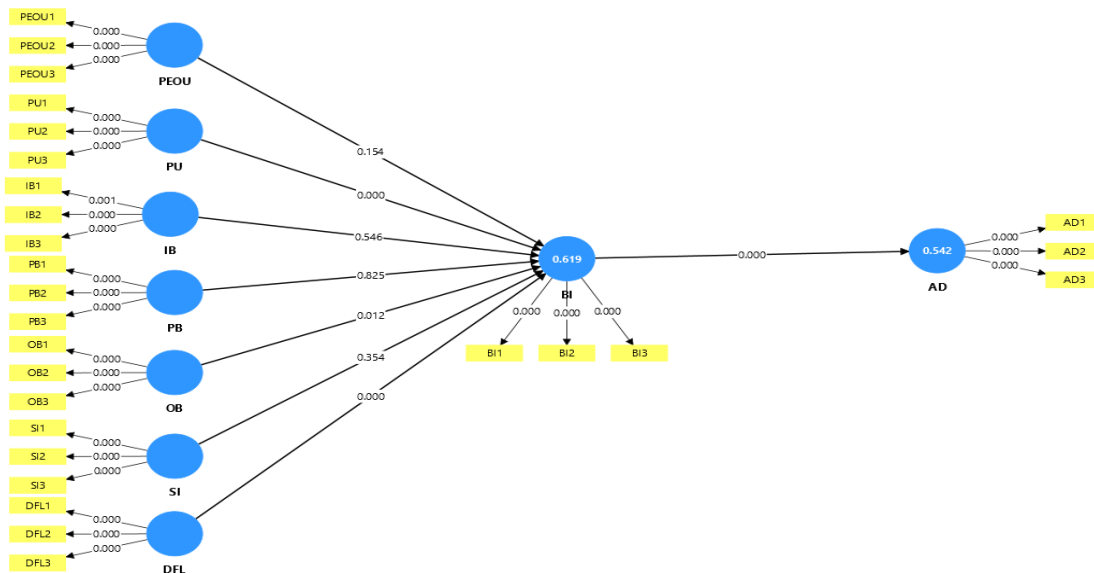 PEOU1
0.000
PEOU2
0.000
PEOU3
0.000
PEOU
PU1
0.000
PU2
0.000
PU3
0.000
PU
IB1
0.001
IB2
0.000
IB3
0.000
IB
PB1
0.000
PB2
0.000
PB3
0.000
PB
OB1
0.000
OB2
0.000
OB3
0.000
OB
SI1
0.000
SI2
0.000
SI3
0.000
SI
DFL1
0.000
DFL2
0.000
DFL3
0.000
DFL
0.154
0.000
0.546
0.825
0.012
0.354
0.000
0.619
BI
0.000
0.000
0.000
BI1
BI2
BI3
0.000
0.542
AD
0.000
AD1
0.000
AD2
0.000
AD3